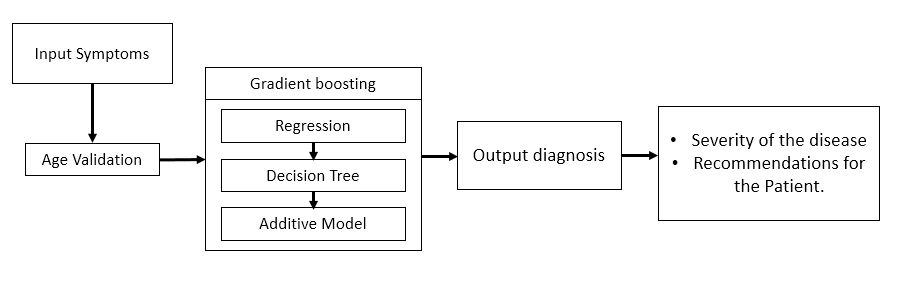 Input Symptoms
Age Validation
Gradient boosting
Regression
Decision Tree
Additive Model
Output diagnosis
• Severity of the disease
• Recommendations for
the Patient.